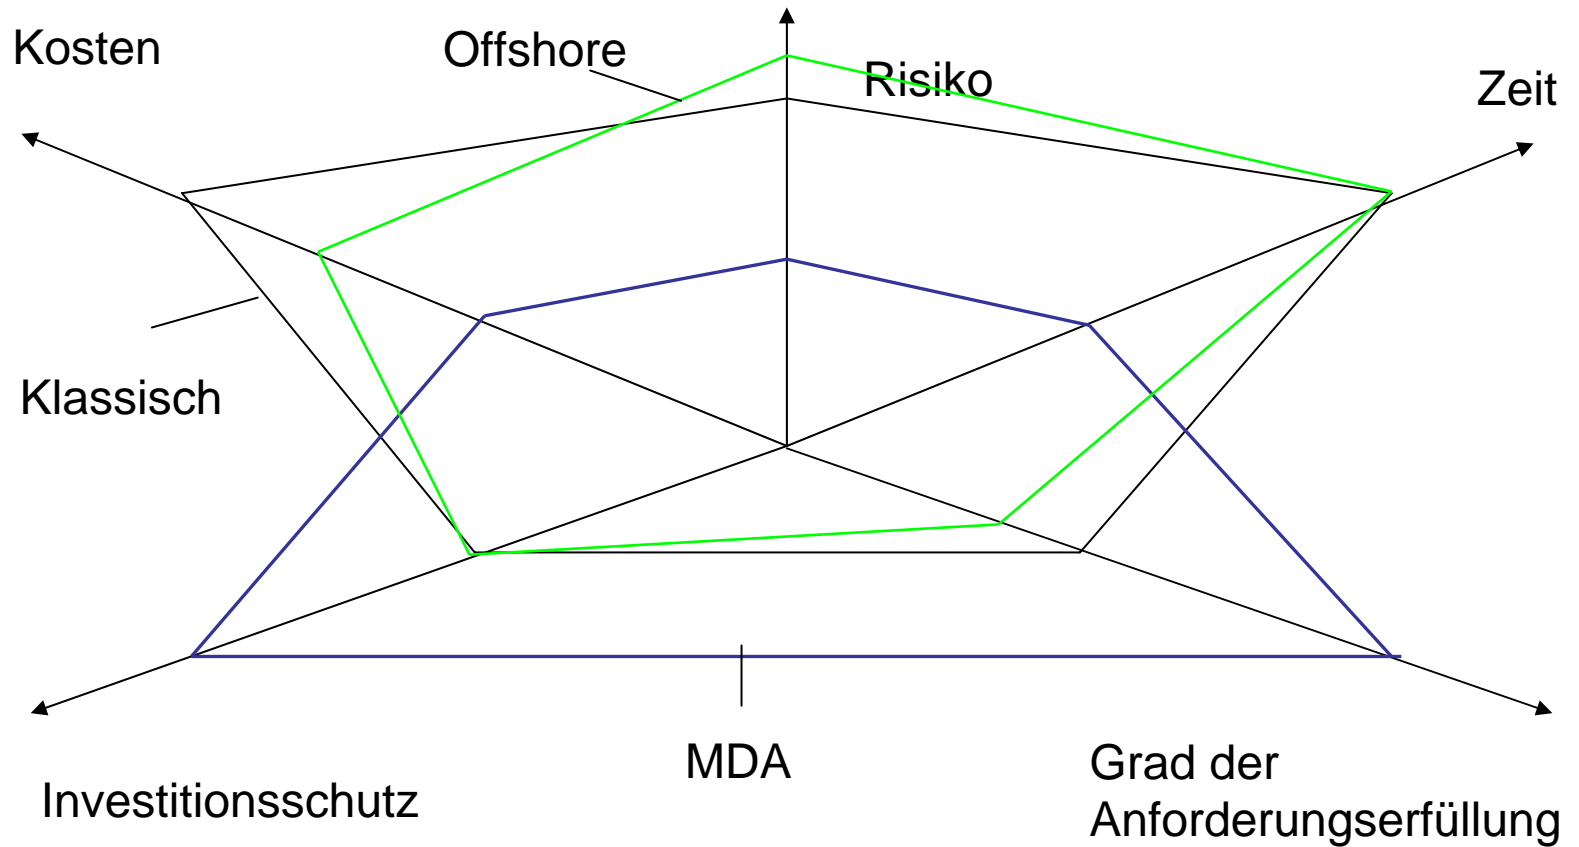 Kosten
Offshore
Risiko
Zeit
Klassisch
MDA
Grad der
Anforderungserfüllung
Investitionsschutz